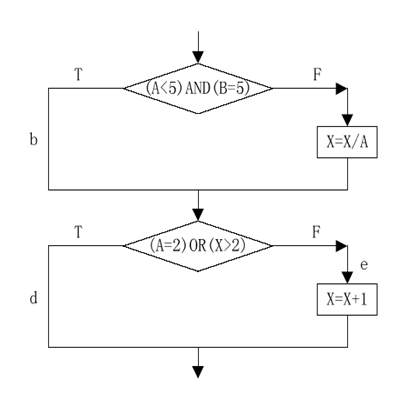 T
(A<5)AND(B=5)
F
b
X=X/A
T
(A=2)OR(X>2)
F
e
d
X=X+1